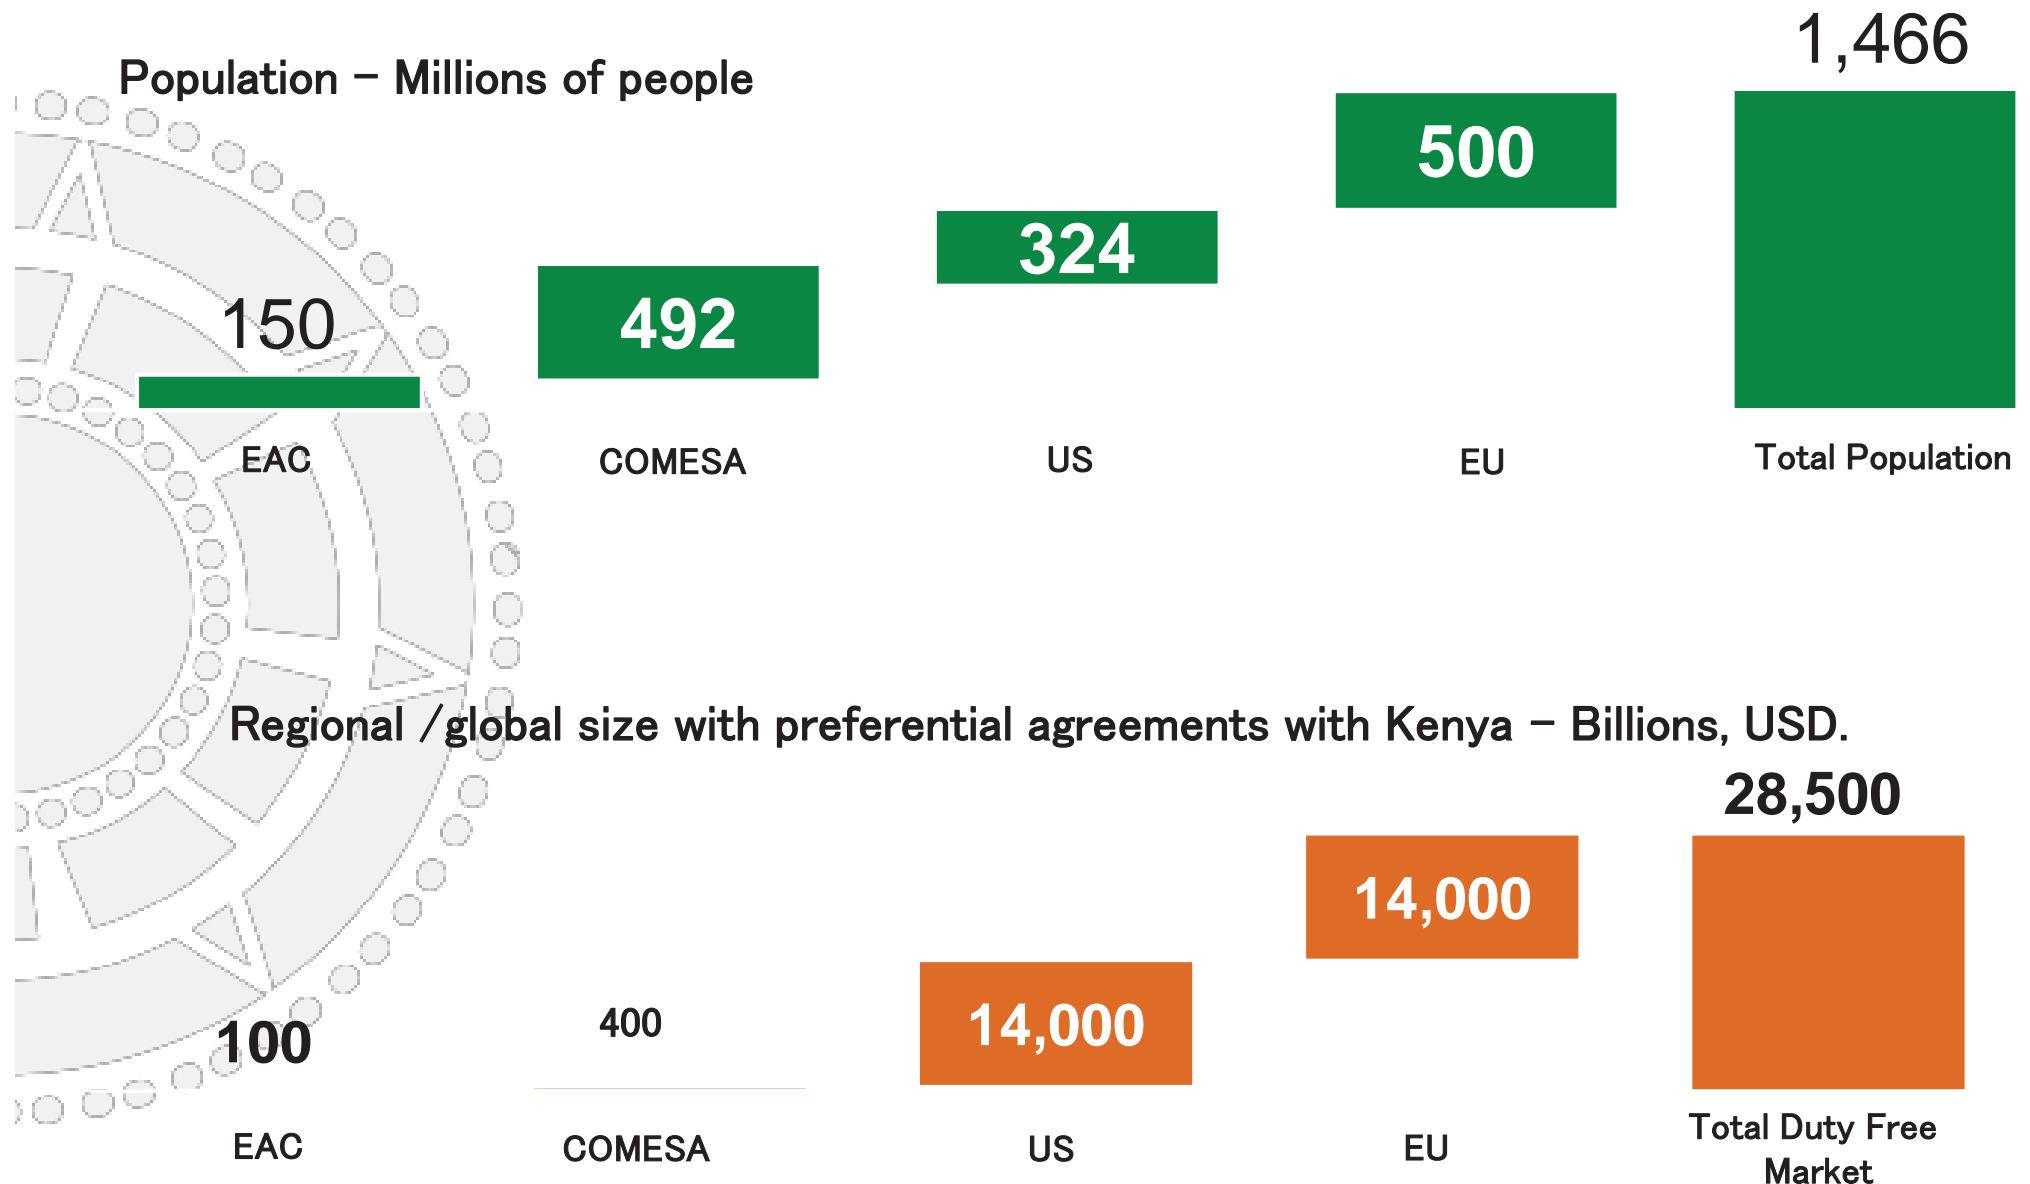 Population – Millions of people
1,466
500
324
492
150
EAC
COMESA
US
EU
Total Population
Regional /global size with preferential agreements with Kenya – Billions, USD.
28,500
14,000
14,000
400
100
EAC
COMESA
US
EU
Total Duty Free
Market